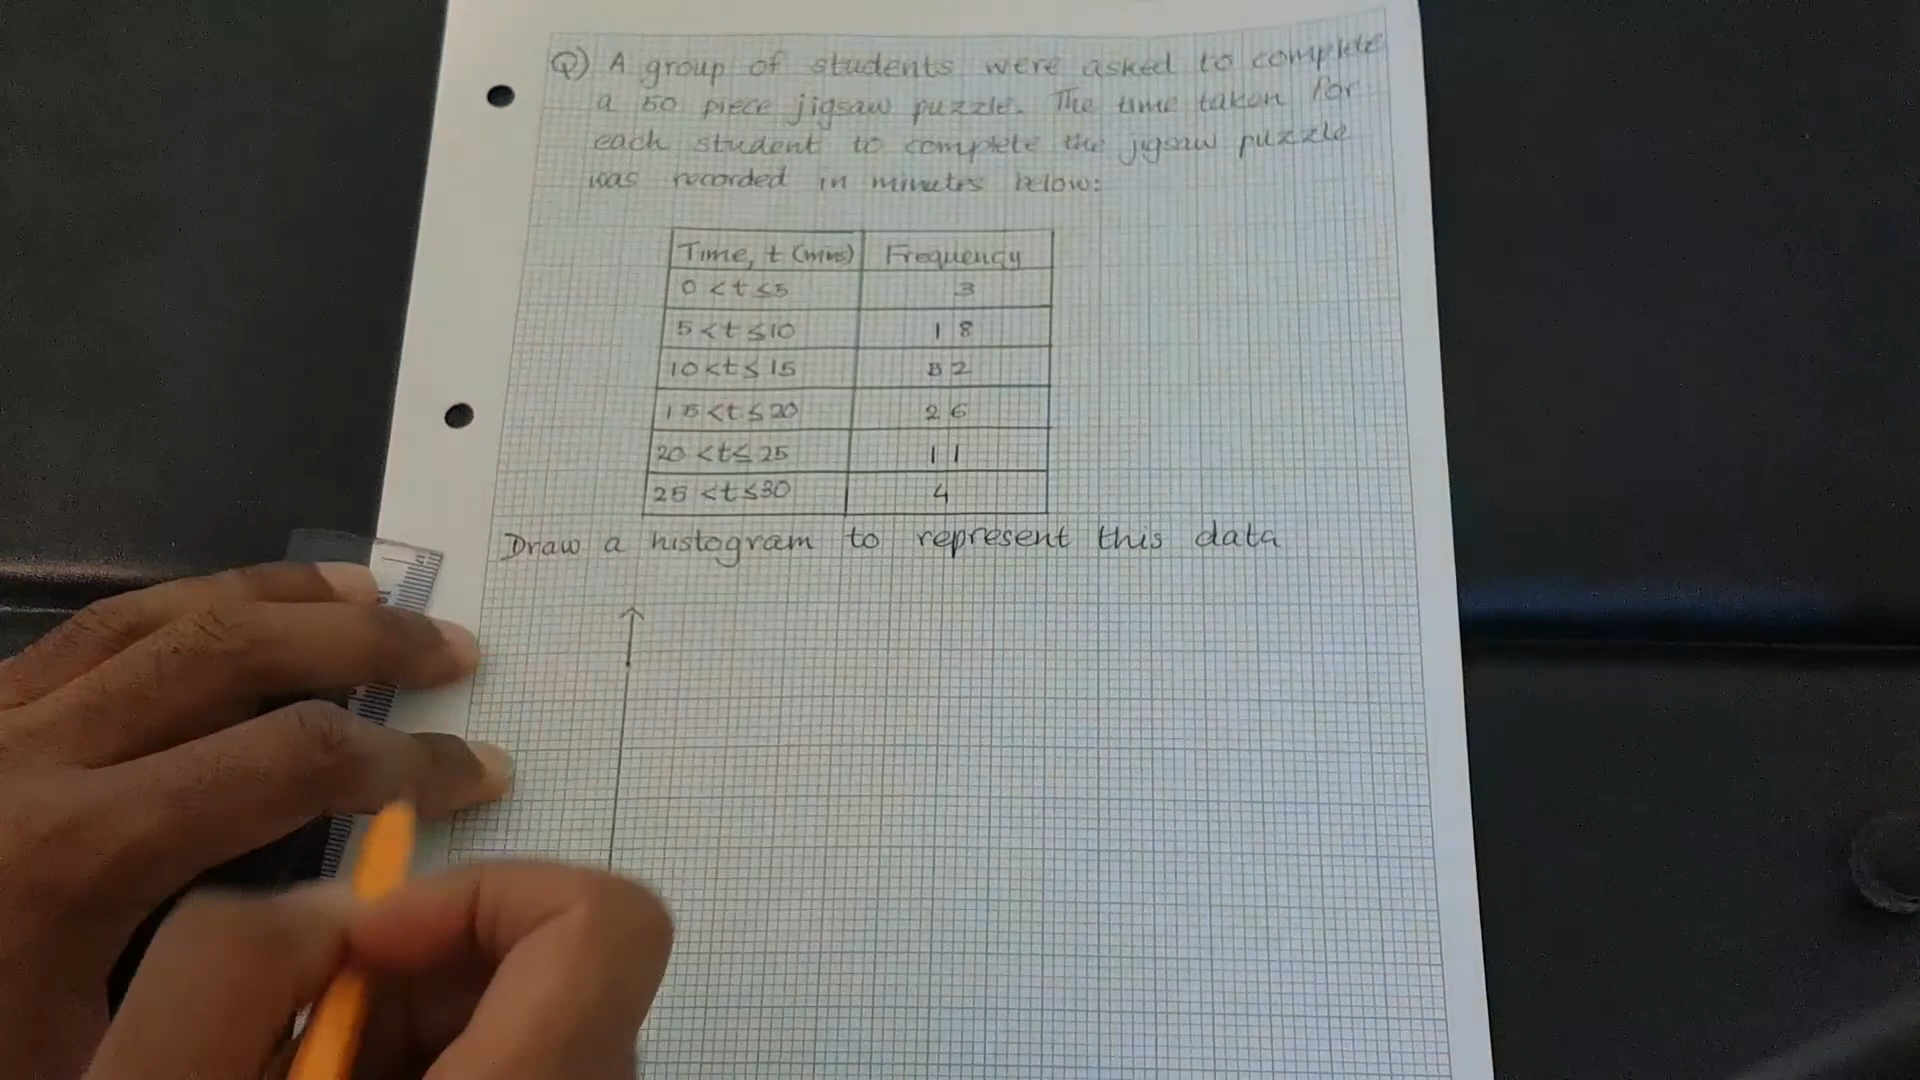 Q) A group of students were asked to complete
a 50 piece jigsaw puzzle. The time taken for
each student to complete the jigsaw puzzle
was recorded in minutes below:
Time, t (mins) Frequency
0 < t ≤ 5 3
5 < t ≤ 10 18
10 < t ≤ 15 32
15 < t ≤ 20 26
20 < t ≤ 25 11
25 < t ≤ 30 4
Draw a histogram to represent this data